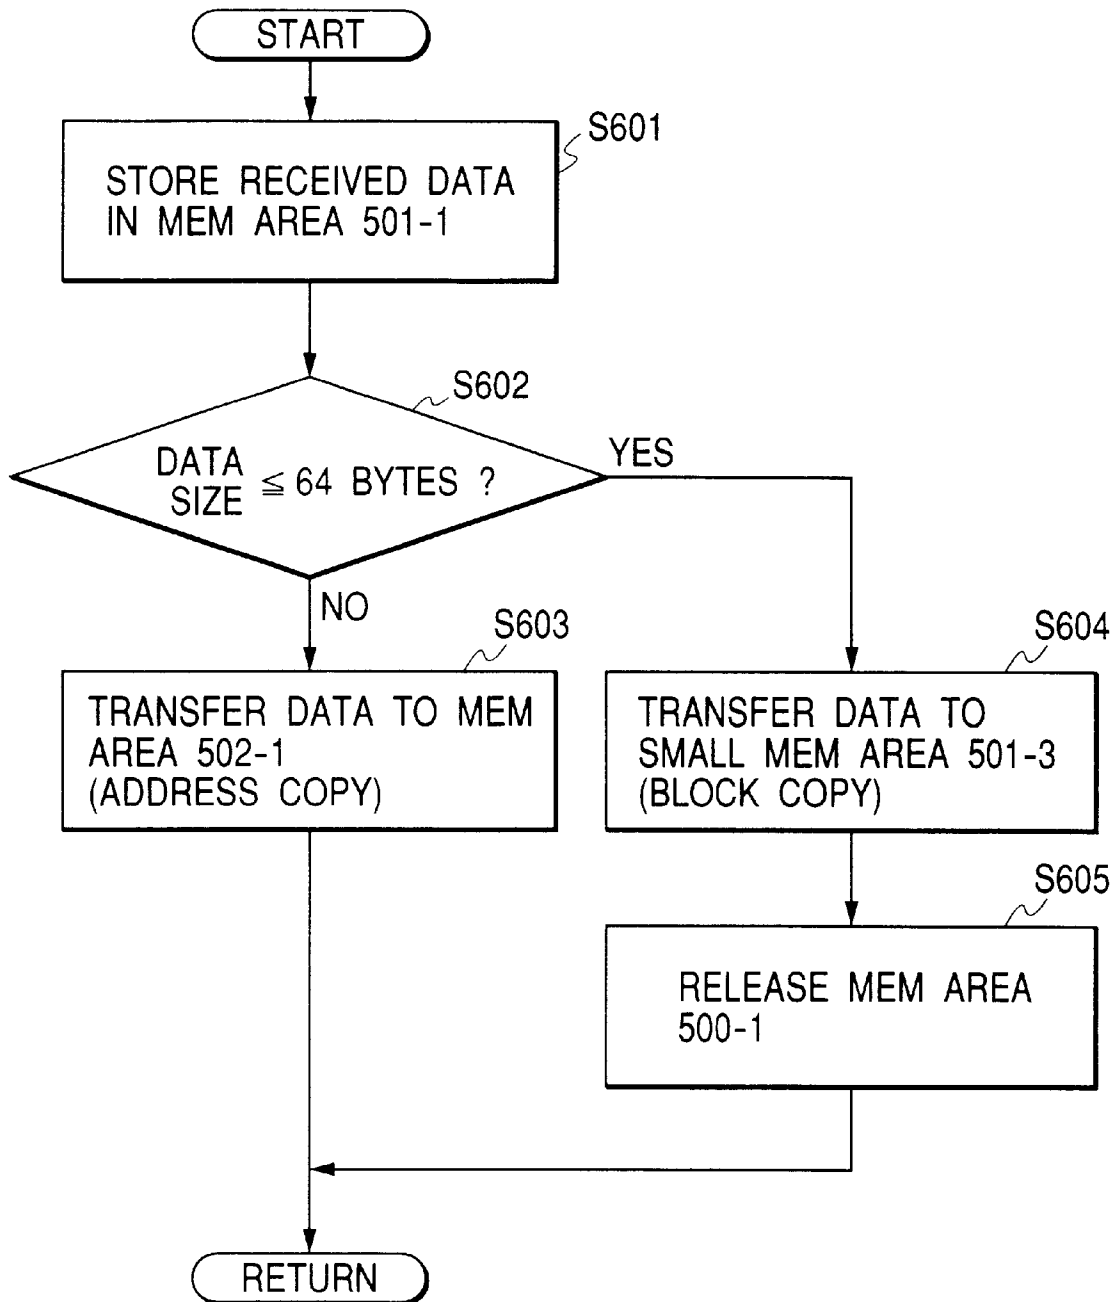 START
S601
STORE RECEIVED DATA
IN MEM AREA 501-1
S602
DATA
SIZE ≦ 64 BYTES ?
YES
NO
S603
TRANSFER DATA TO MEM
AREA 502-1
(ADDRESS COPY)
S604
TRANSFER DATA TO
SMALL MEM AREA 501-3
(BLOCK COPY)
S605
RELEASE MEM AREA
500-1
RETURN